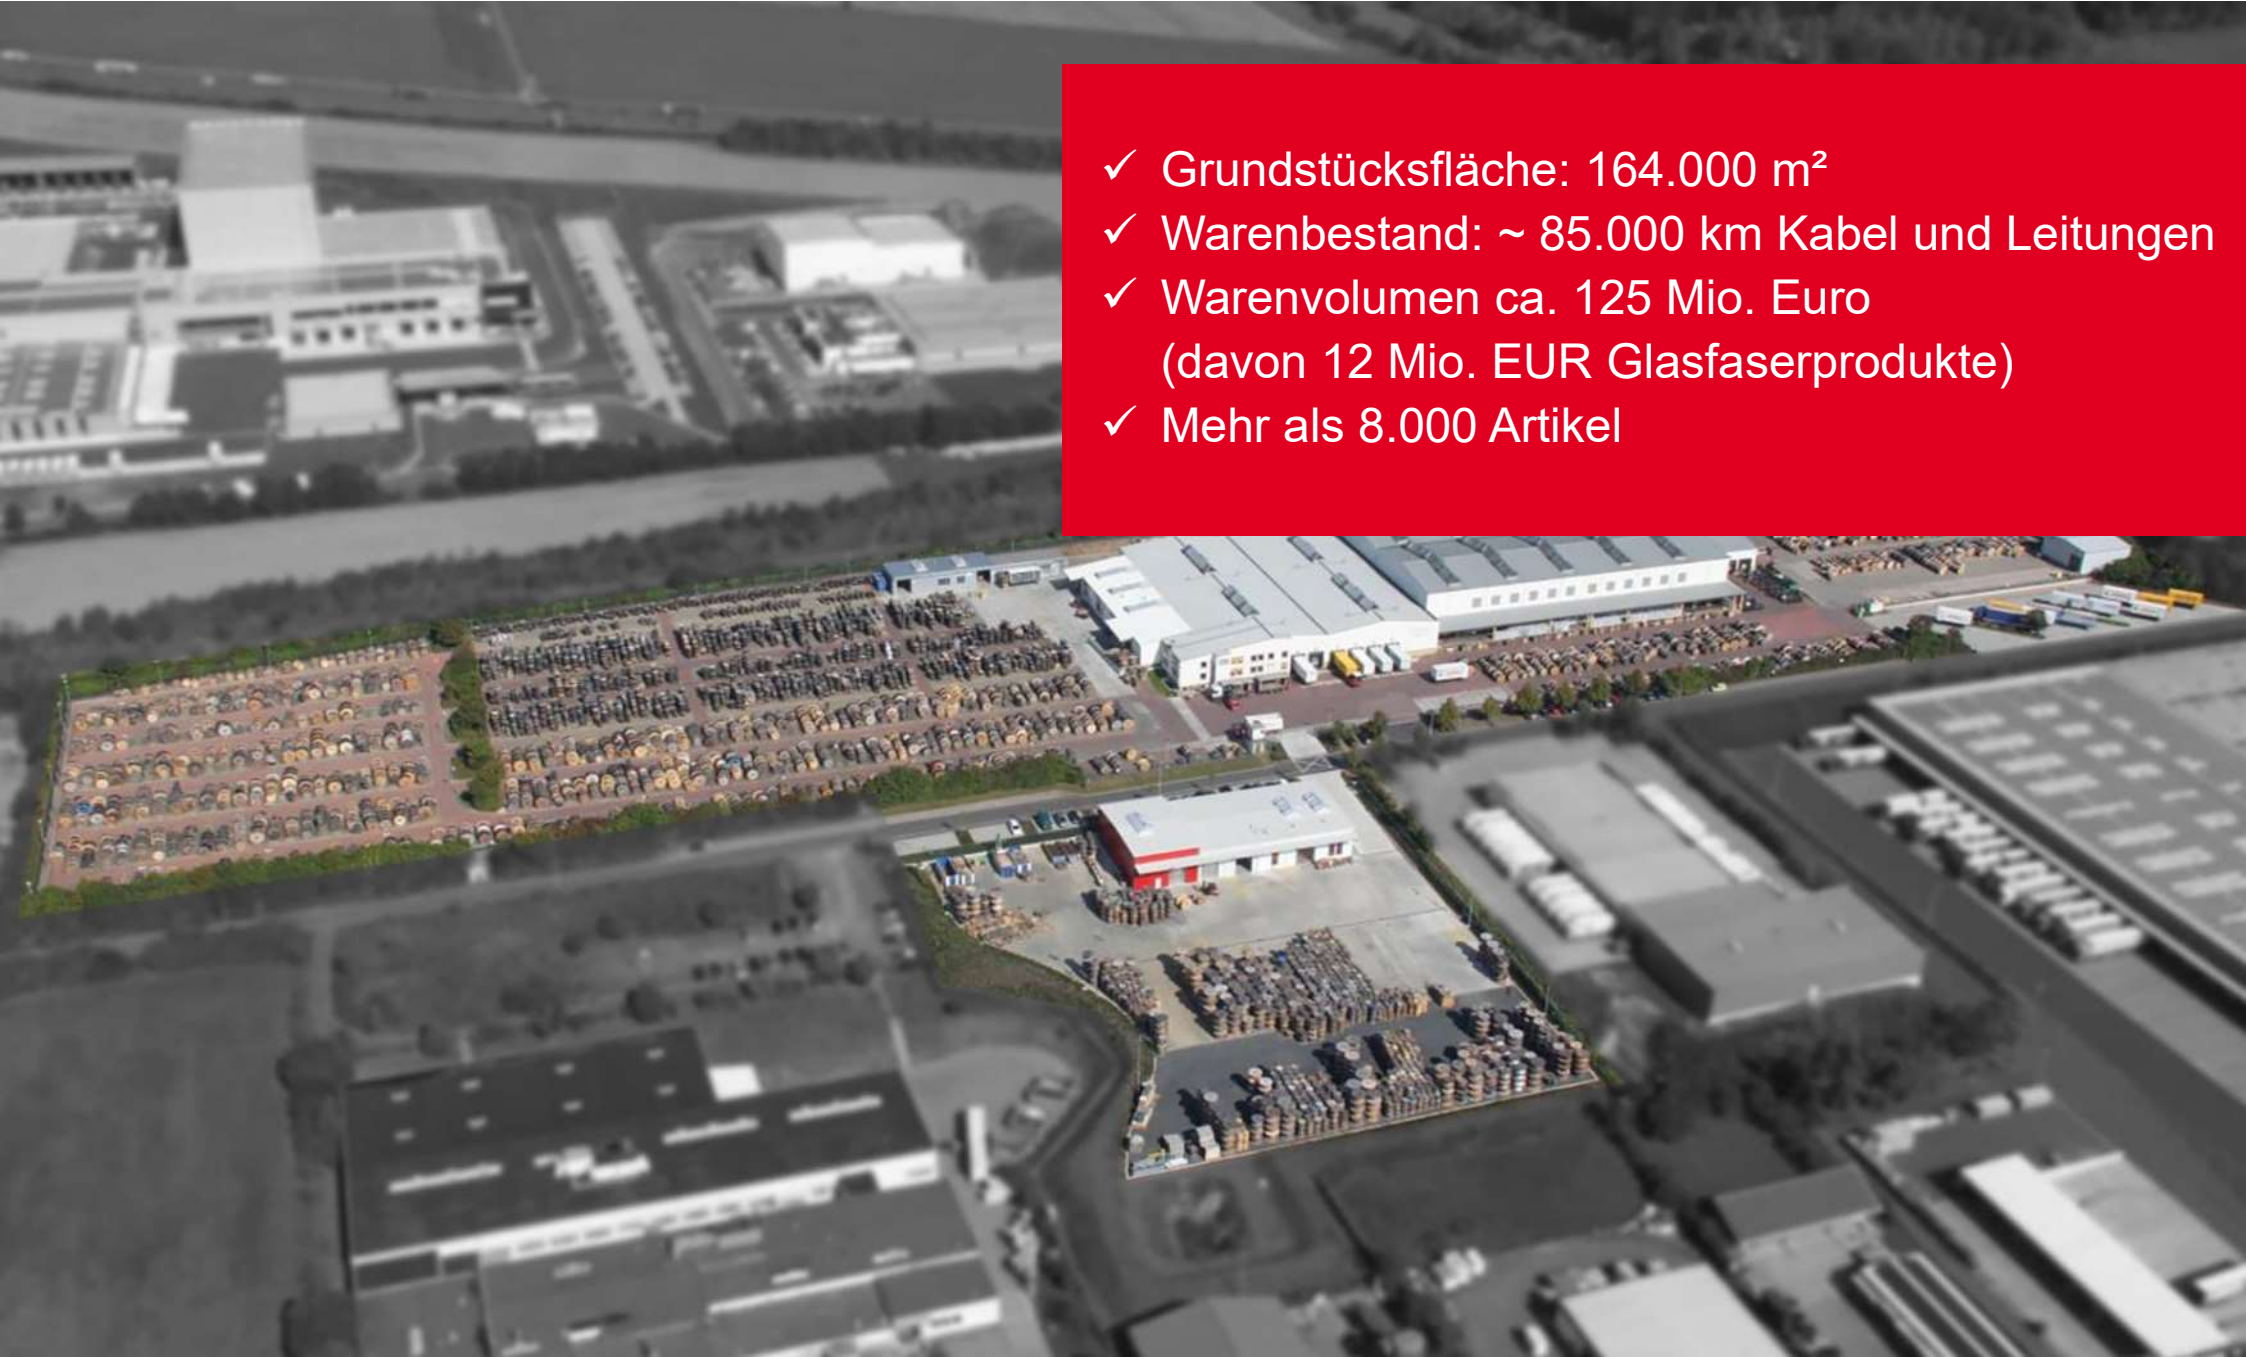 ✓ Grundstücksfläche: 164.000 m²
✓ Warenbestand: ~ 85.000 km Kabel und Leitungen
✓ Warenvolumen ca. 125 Mio. Euro
(davon 12 Mio. EUR Glasfaserprodukte)
✓ Mehr als 8.000 Artikel